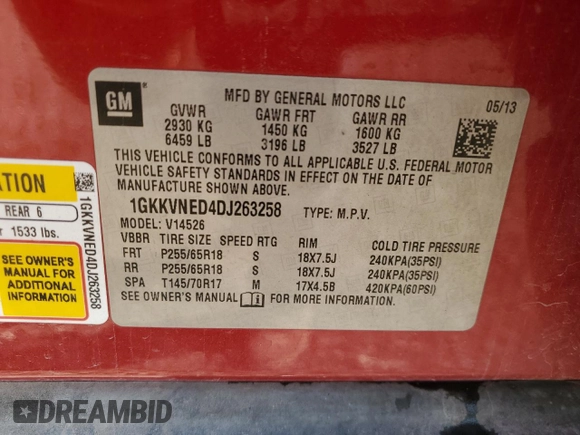 GM
MFD BY GENERAL MOTORS LLC
05/13
GVWR GAWR FRT GAWR RR
2930 KG 1450 KG 1600 KG
6459 LB 3196 LB 3527 LB
THIS VEHICLE CONFORMS TO ALL APPLICABLE U.S. FEDERAL MOTOR
VEHICLE SAFETY STANDARDS IN EFFECT ON THE DATE OF
MANUFACTURE SHOWN ABOVE.
1GKKVNED4DJ263258 TYPE: M.P.V.
MODEL: V14526
VBBR TIRE SIZE SPEED RTG RIM COLD TIRE PRESSURE
FRT P255/65R18 S 18X7.5J 240KPA(35PSI)
RR P255/65R18 S 18X7.5J 240KPA(35PSI)
SPA T145/70R17 M 17X4.5B 420KPA(60PSI)
SEE OWNER'S MANUAL FOR MORE INFORMATION.
ATION
REAR 6
r 1533 lbs.
SEE OWNER'S
MANUAL FOR
ADDITIONAL
INFORMATION
1GKKVNED4DJ263258
DREAMBID